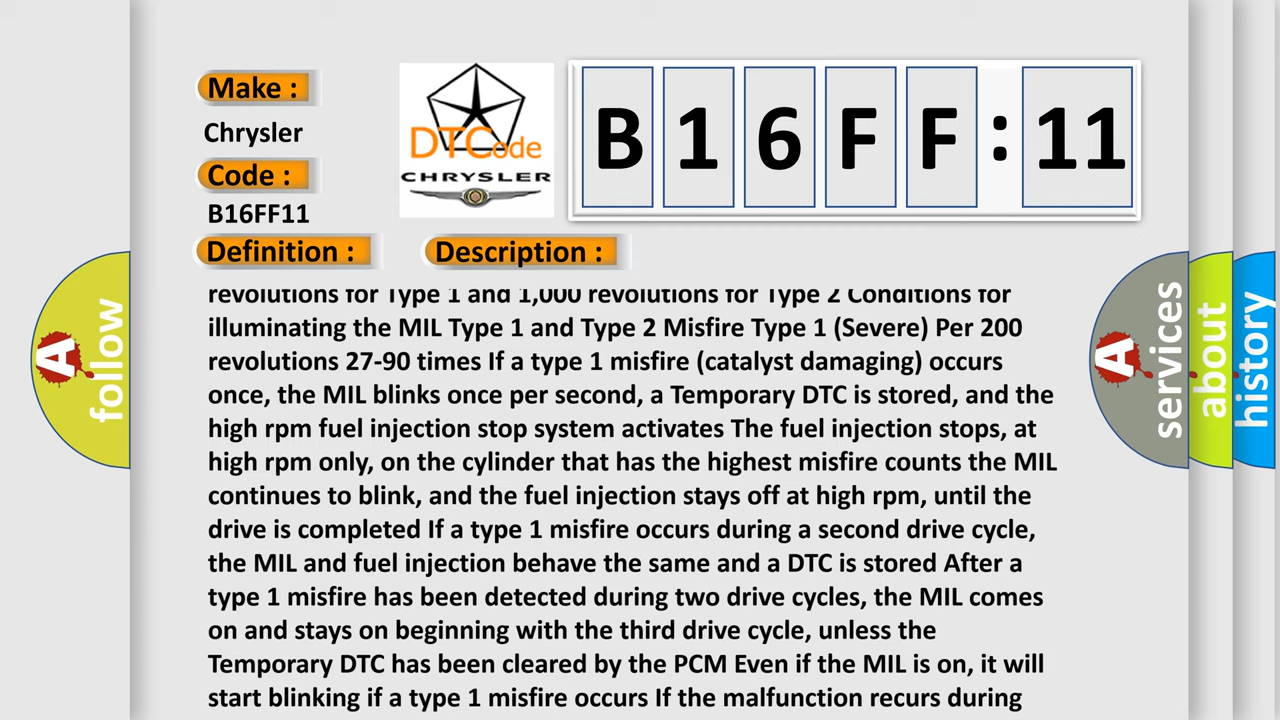 Make :
Chrysler
Code :
B16FF11
Definition :
Description :
DTCode
CHRYSLER
B16FF:11
revolutions for Type 1 and 1,000 revolutions for Type 2 Conditions for
illuminating the MIL Type 1 and Type 2 Misfire Type 1 (Severe) Per 200
revolutions 27-90 times If a type 1 misfire (catalyst damaging) occurs
once, the MIL blinks once per second, a Temporary DTC is stored, and the
high rpm fuel injection stop system activates The fuel injection stops, at
high rpm only, on the cylinder that has the highest misfire counts the MIL
continues to blink, and the fuel injection stays off at high rpm, until the
drive is completed If a type 1 misfire occurs during a second drive cycle,
the MIL and fuel injection behave the same and a DTC is stored After a
type 1 misfire has been detected during two drive cycles, the MIL comes
on and stays on beginning with the third drive cycle, unless the
Temporary DTC has been cleared by the PCM Even if the MIL is on, it will
start blinking if a type 1 misfire occurs If the malfunction recurs during
A
follow
A
services
about
history